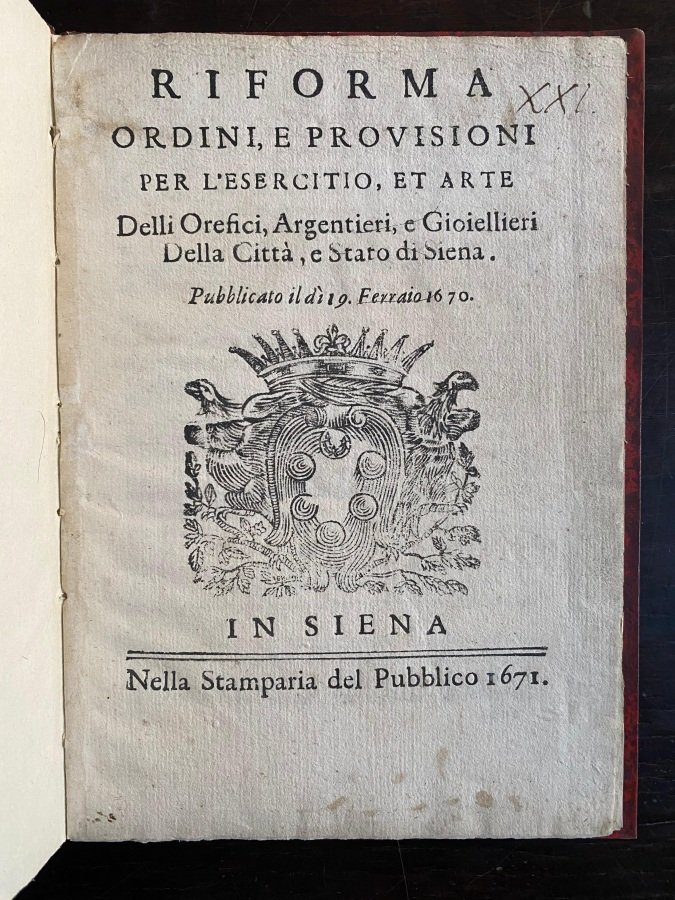 RIFORMA
XXI.
ORDINI, E PROVISIONI
PER L'ESERCITIO, ET ARTE
Delli Orefici, Argentieri, e Gioiellieri
Della Città, e Stato di Siena.
Pubblicato il dì 19. Ferraio 1670.
IN SIENA
Nella Stamparia del Pubblico 1671.